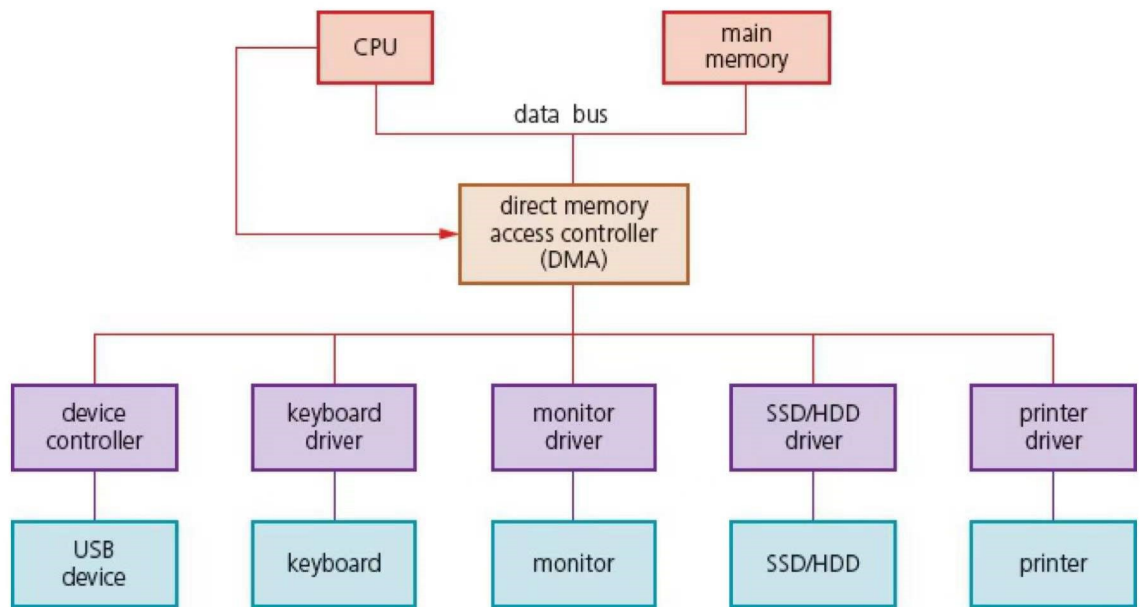 CPU
main
memory
data bus
direct memory
access controller
(DMA)
device
controller
keyboard
driver
monitor
driver
SSD/HDD
driver
printer
driver
USB
device
keyboard
monitor
SSD/HDD
printer